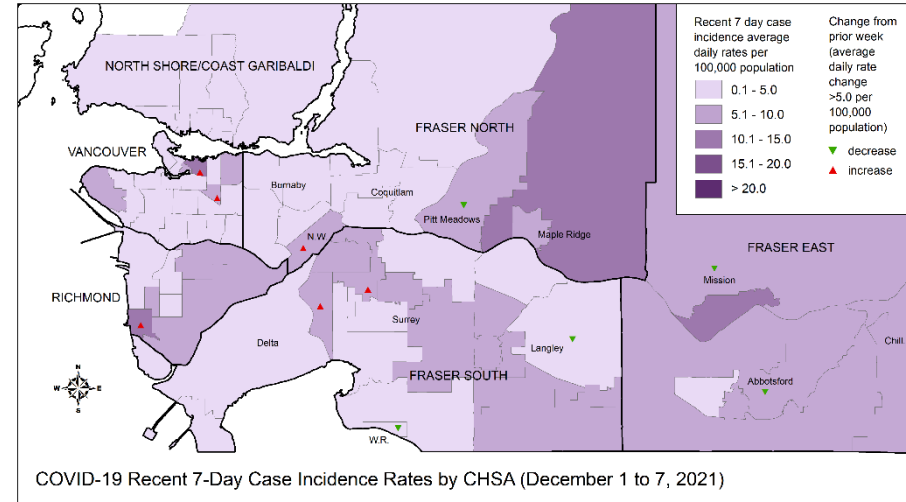 Recent 7 day case
incidence average
daily rates per
100,000 population
0.1 - 5.0
5.1 - 10.0
10.1 - 15.0
15.1 - 20.0
> 20.0
Change from
prior week
(average
daily rate
change
>5.0 per
100,000
population)
decrease
increase
NORTH SHORE/COAST GARIBALDI
FRASER NORTH
VANCOUVER
Burnaby
Coquitlam
Pitt Meadows
N.W.
Maple Ridge
FRASER EAST
Mission
RICHMOND
Surrey
Delta
Langley
Chill.
FRASER SOUTH
Abbotsford
W.R.
N
W E
S
COVID-19 Recent 7-Day Case Incidence Rates by CHSA (December 1 to 7, 2021)